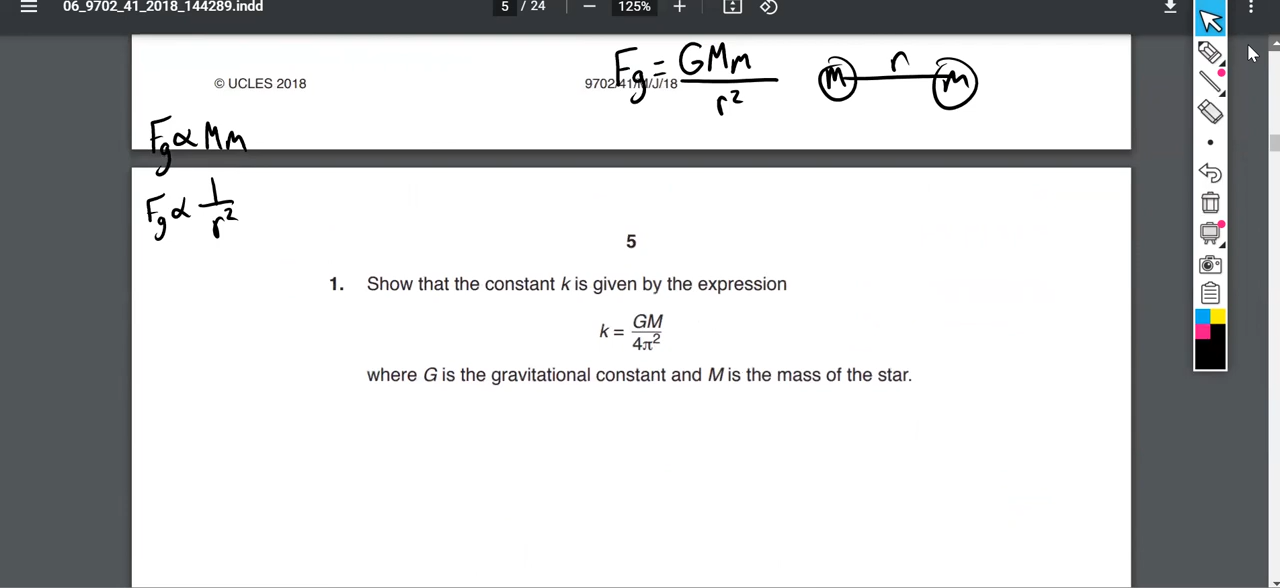 06_9702_41_2018_144289.indd
5 / 24
125%
Fg = GMm / r²
M r m
© UCLES 2018
9702/41/M/J/18
Fg ∝ Mm
Fg ∝ 1/r²
5
1. Show that the constant k is given by the expression
k = GM / 4π²
where G is the gravitational constant and M is the mass of the star.